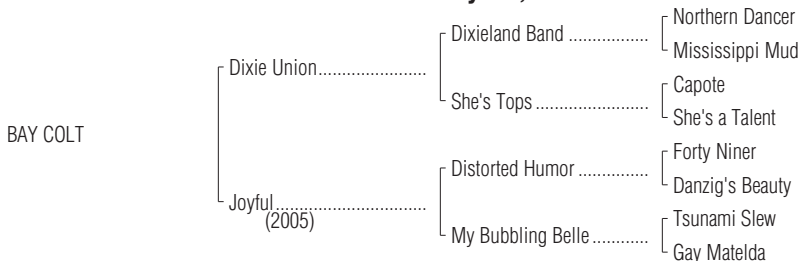 Northern Dancer
Dixieland Band .................
Mississippi Mud
Dixie Union.......................
Capote
She's Tops ........................
She's a Talent
BAY COLT
Forty Niner
Distorted Humor ...............
Danzig's Beauty
Joyful................................
(2005)
Tsunami Slew
My Bubbling Belle............
Gay Matelda